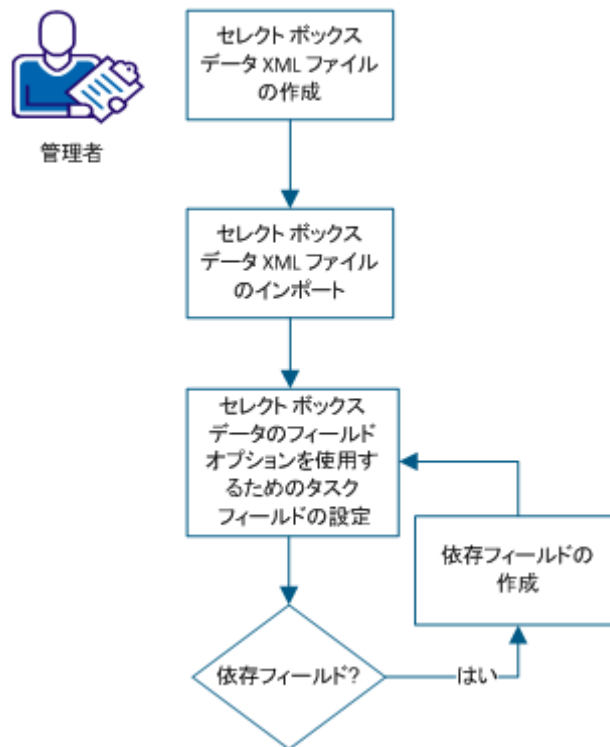 管理者
セレクト ボックス
データ XML ファイル
の作成
セレクト ボックス
データ XML ファイル
のインポート
セレクト ボックス
データのフィールド
オプションを使用す
るためのタスク
フィールドの設定
依存フィールドの
作成
依存フィールド?
はい